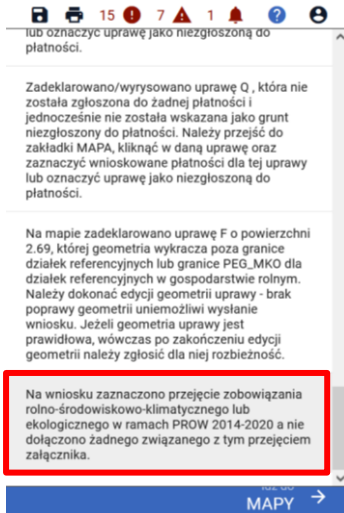 15 7 1
lub oznaczyć uprawę jako niezgłoszoną do
płatności.
Zadeklarowano/wyrysowano uprawę Q , która nie
została zgłoszona do żadnej płatności i
jednocześnie nie została wskazana jako grunt
niezgłoszony do płatności. Należy przejść do
zakładki MAPA, kliknąć w daną uprawę oraz
zaznaczyć wnioskowane płatności dla tej uprawy
lub oznaczyć uprawę jako niezgłoszoną do
płatności.
Na mapie zadeklarowano uprawę F o powierzchni
2.69, której geometria wykracza poza granice
działek referencyjnych lub granice PEG_MKO dla
działek referencyjnych w gospodarstwie rolnym.
Należy dokonać edycji geometrii uprawy - brak
poprawy geometrii uniemożliwi wysłanie
wniosku. Jeżeli geometria uprawy jest
prawidłowa, wówczas po zakończeniu edycji
geometrii należy zgłosić dla niej rozbieżność.
Na wniosku zaznaczono przejęcie zobowiązania
rolno-środowiskowo-klimatycznego lub
ekologicznego w ramach PROW 2014-2020 a nie
dołączono żadnego związanego z tym przejęciem
załącznika.
MAPY